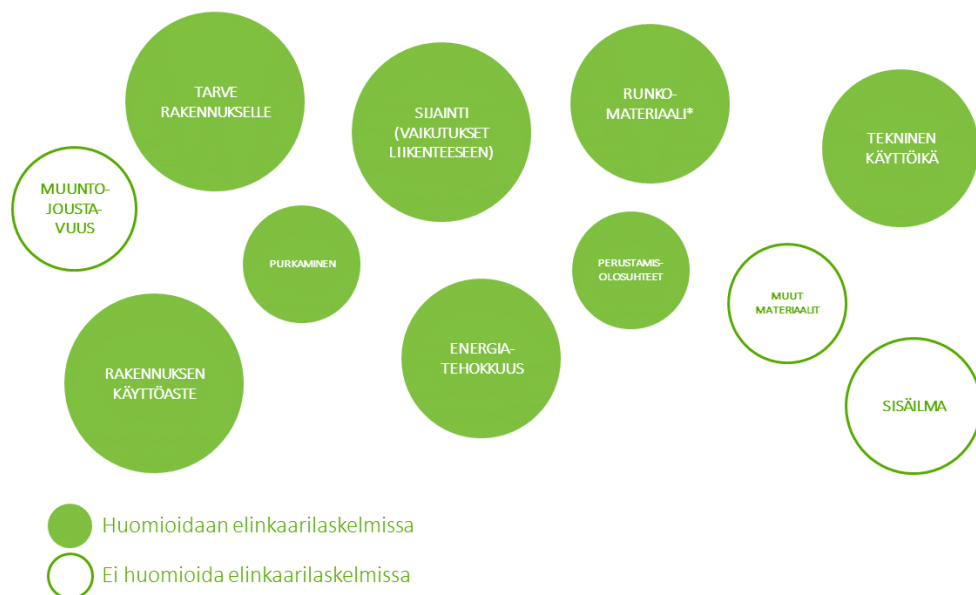 TARVE
RAKENNUKSELLE
SIJAINTI
(VAIKUTUKSET
LIIKENTEESEEN)
RUNKO-
MATERIAALI*
TEKNINEN
KÄYTTÖIKÄ
MUUNTO-
JOUSTA-
VUUS
PURKAMINEN
PERUSTAMIS-
OLOSUHTEET
MUUT
MATERIAALIT
RAKENNUKSEN
KÄYTTÖASTE
ENERGIA-
TEHOKKUUS
SISÄILMA
Huomioidaan elinkaarilaskelmissa
Ei huomioida elinkaarilaskelmissa